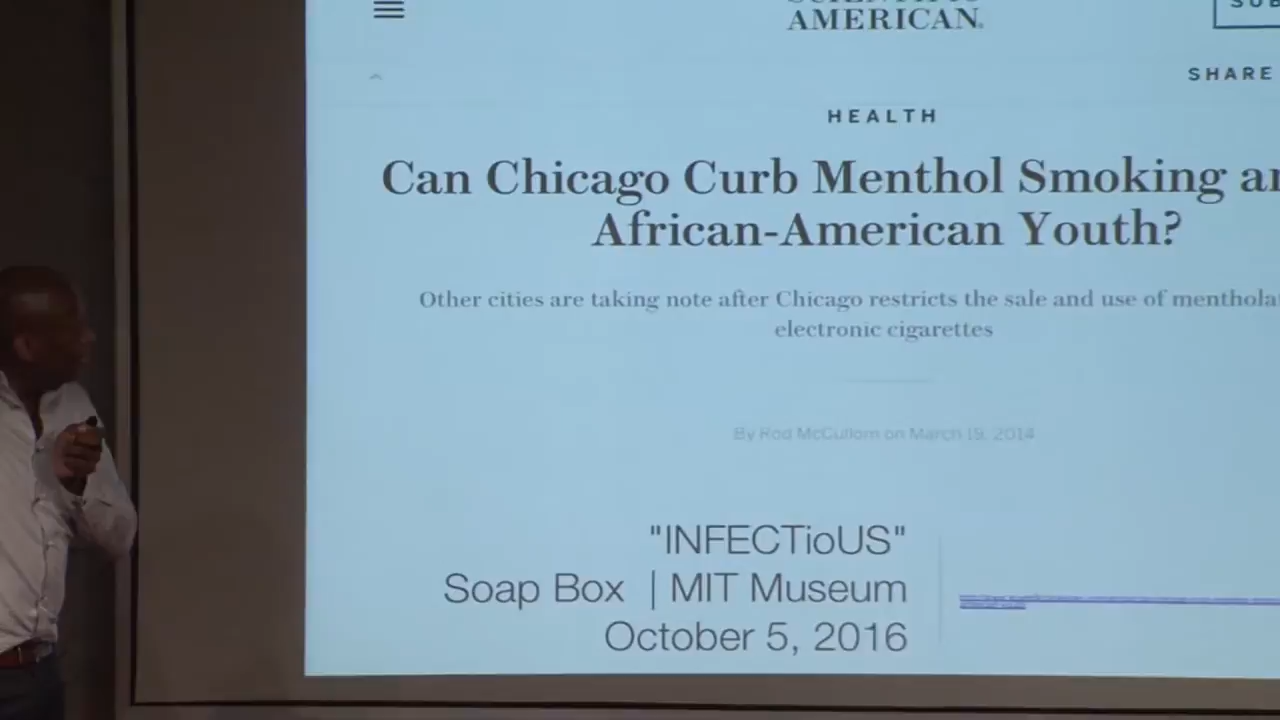 AMERICAN
SUB
SHARE
HEALTH
Can Chicago Curb Menthol Smoking
African-American Youth?
Other cities are taking note after Chicago restricts the sale and use of
electronic cigarettes
By Rod McCullom on March 19, 2014
"INFECTioUS"
Soap Box | MIT Museum
October 5, 2016